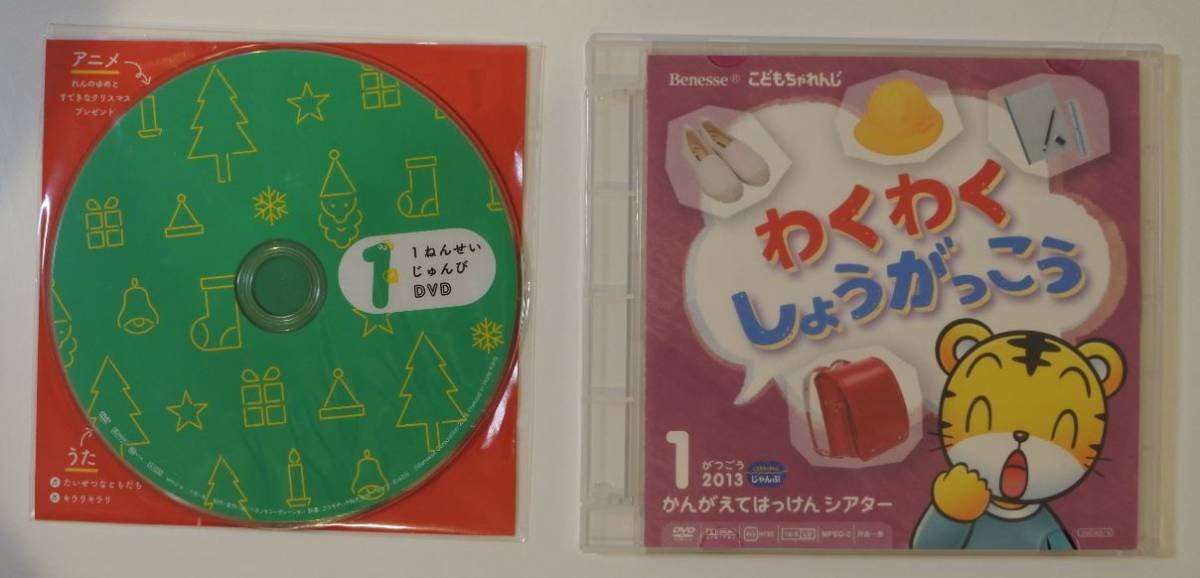 アニメ
れんのゆめと
すてきなクリスマス
プレゼント
1ねんせい
じゅんび
DVD
うた
たいせつなともだち
キラリキラリ
Benesse® こどもちゃれんじ
わくわく
しょうがっこう
1
がつごう
2013
じゃんぷ
かんがえてはっけんシアター
DVD
MPEG-2